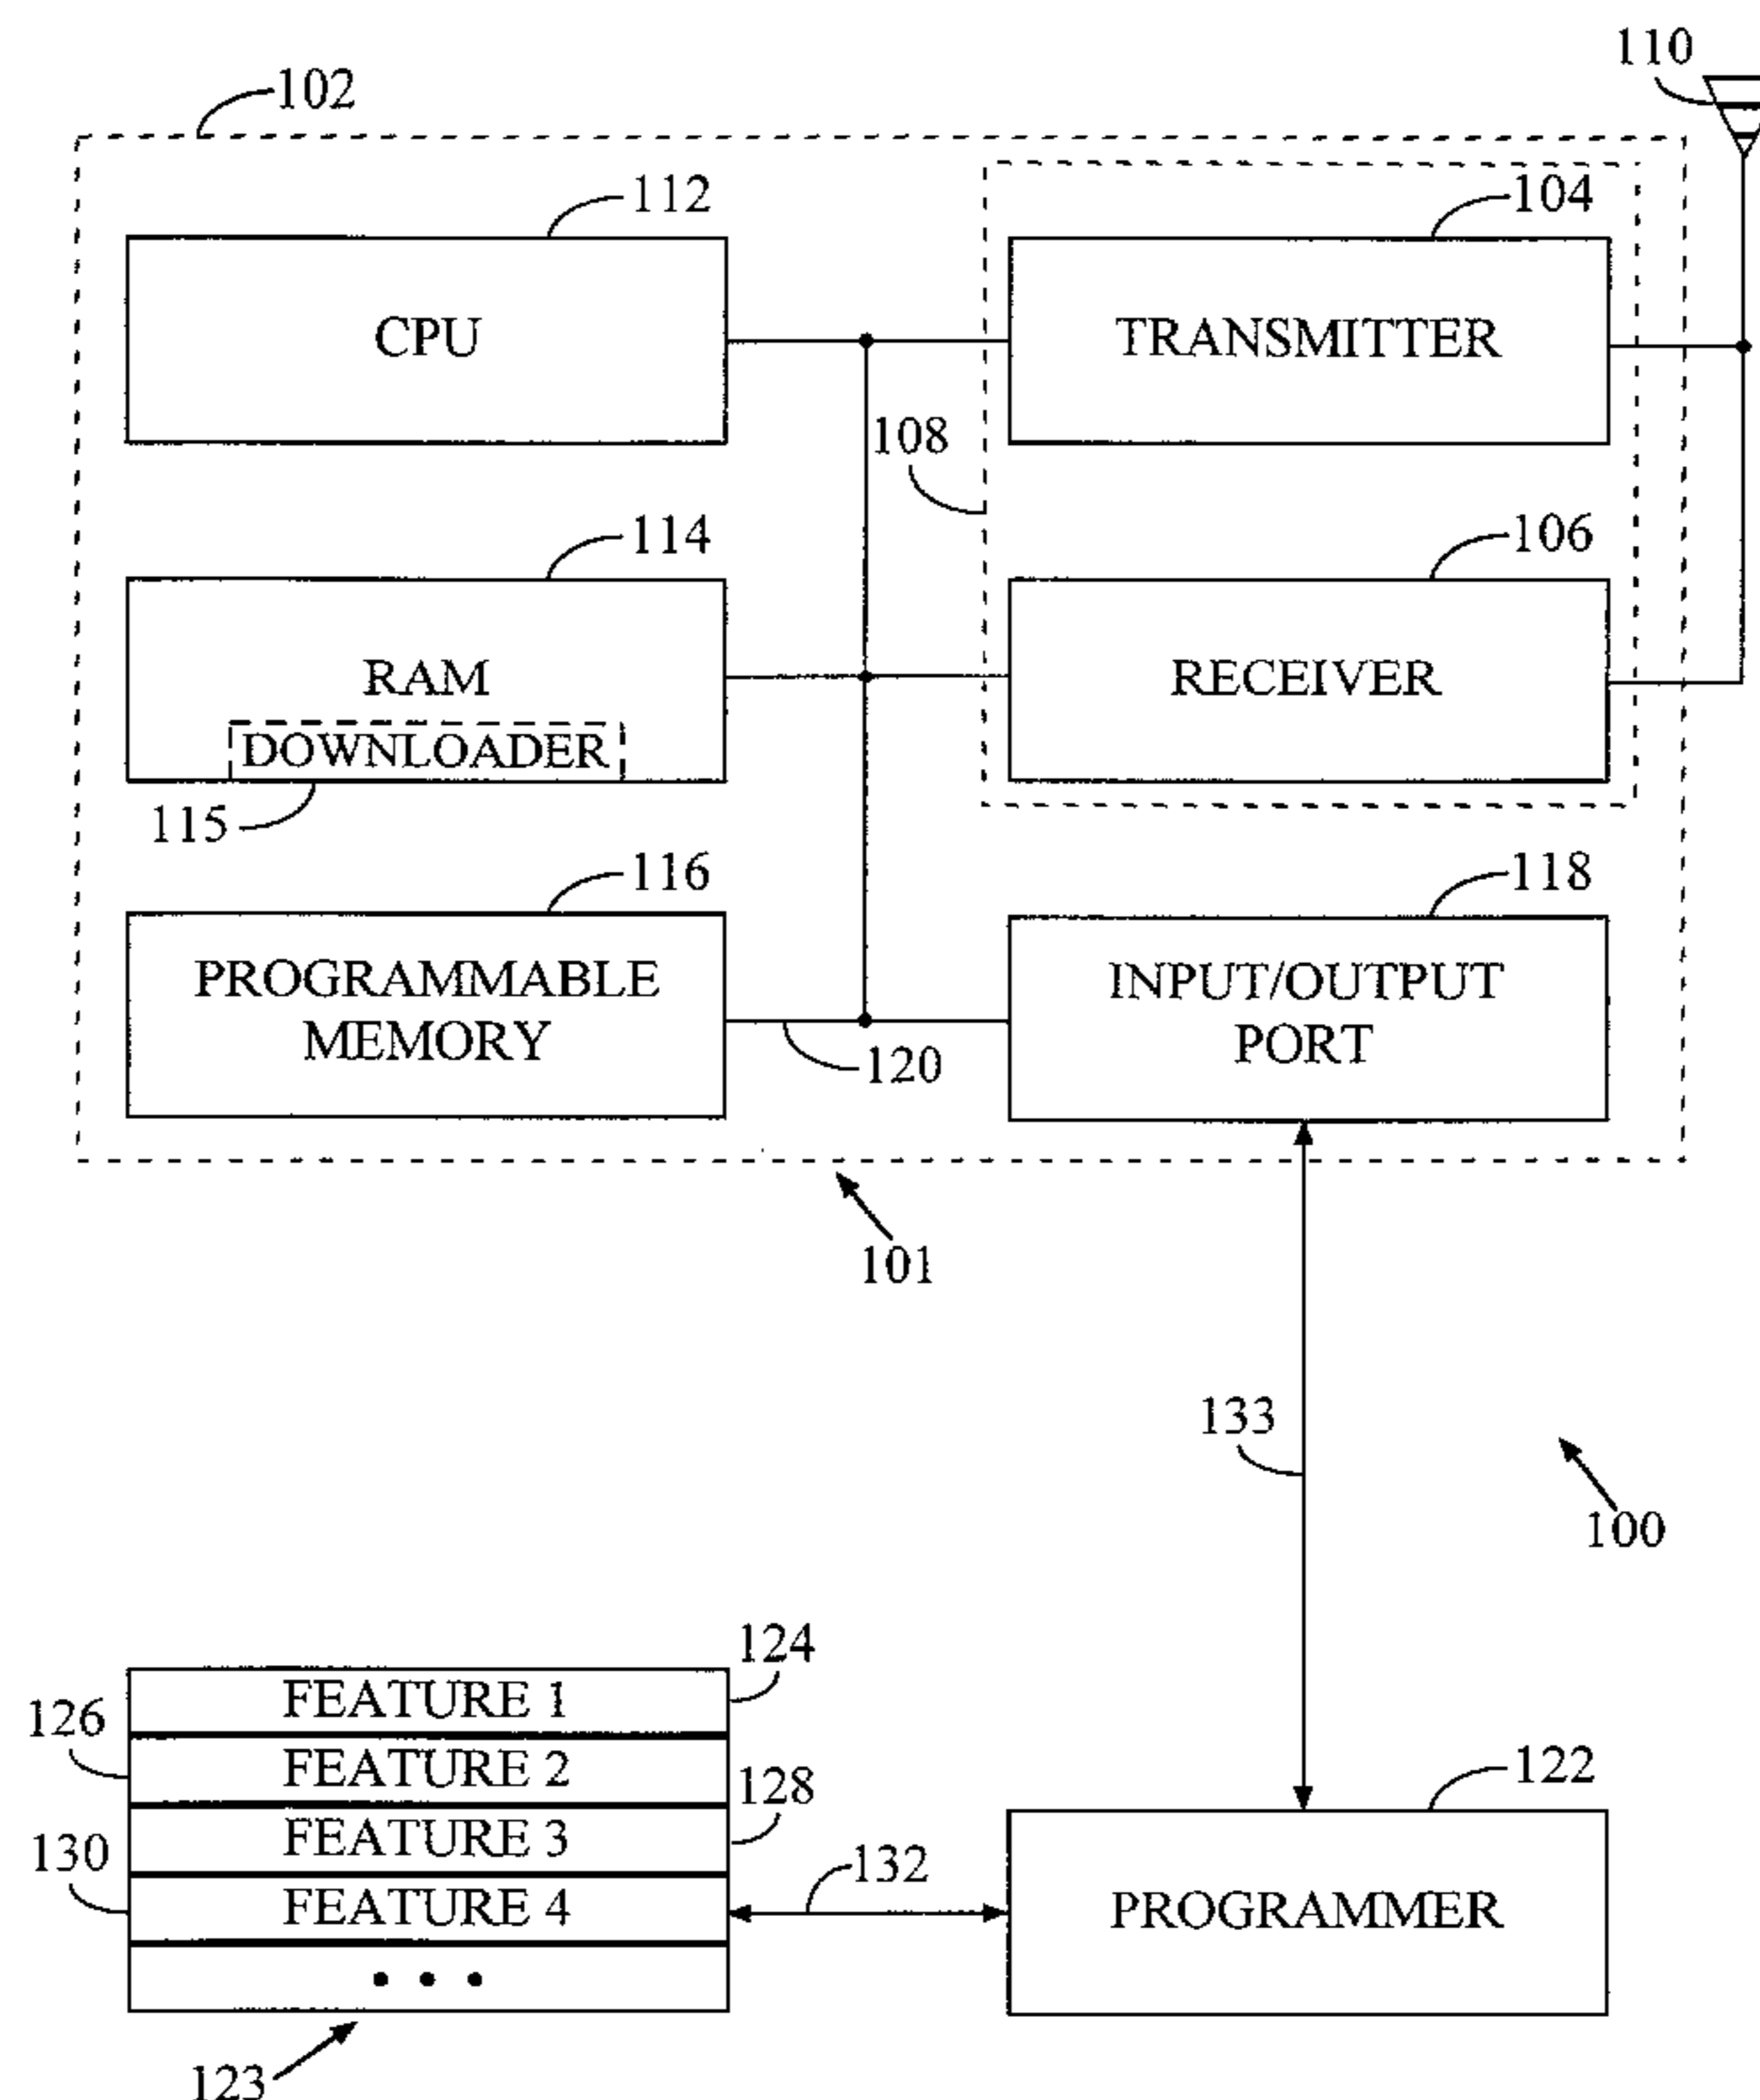 110
102
112
104
CPU
TRANSMITTER
108
114
106
RAM
RECEIVER
DOWNLOADER
115
116
118
PROGRAMMABLE
MEMORY
INPUT/OUTPUT
PORT
120
101
133
100
124
FEATURE 1
126
FEATURE 2
122
128
FEATURE 3
130
132
FEATURE 4
PROGRAMMER
• • •
123